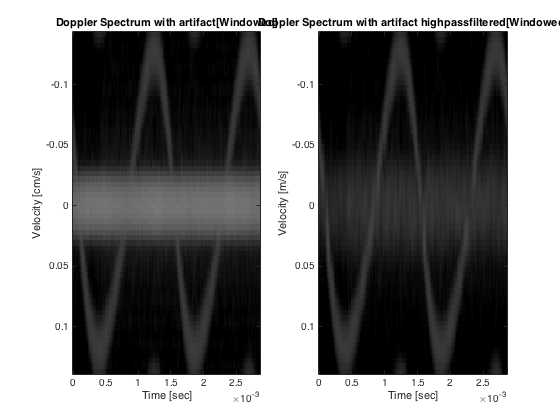 Doppler Spectrum with artifact[Windowed]
Doppler Spectrum with artifact highpassfiltered[Windowed
-0.1
-0.05
0
0.05
0.1
Velocity [cm/s]
0 0.5 1 1.5 2 2.5
×10-3
Time [sec]
-0.1
-0.05
0
0.05
0.1
Velocity [m/s]
0 0.5 1 1.5 2 2.5
×10-3
Time [sec]